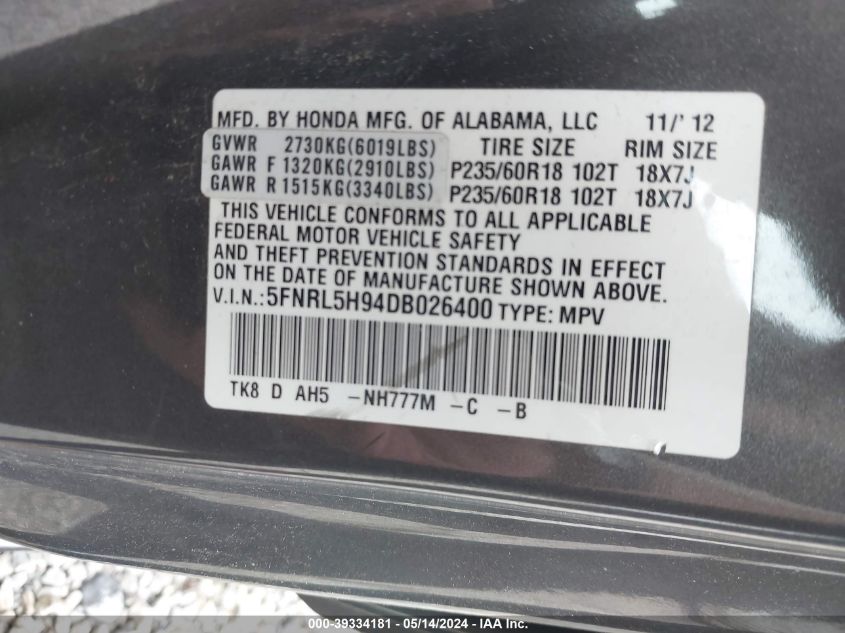 MFD. BY HONDA MFG. OF ALABAMA, LLC 11/' 12
GVWR 2730KG(6019LBS) TIRE SIZE RIM SIZE
GAWR F 1320KG(2910LBS) P235/60R18 102T 18X7J
GAWR R 1515KG(3340LBS) P235/60R18 102T 18X7J
THIS VEHICLE CONFORMS TO ALL APPLICABLE
FEDERAL MOTOR VEHICLE SAFETY
AND THEFT PREVENTION STANDARDS IN EFFECT
ON THE DATE OF MANUFACTURE SHOWN ABOVE.
V.I.N.:5FNRL5H94DB026400 TYPE: MPV
TK8 D AH5 -NH777M -C -B
000-39334181 - 05/14/2024 - IAA Inc.